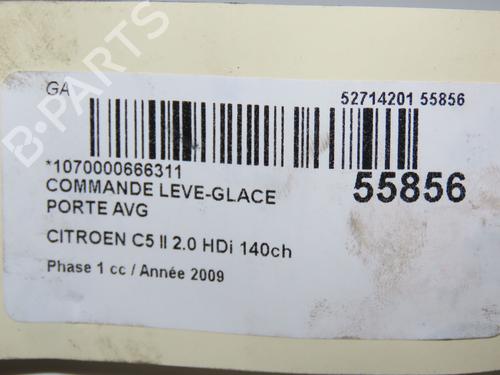 GA
52714201 55856
*1070000666311
COMMANDE LEVE-GLACE
PORTE AVG
55856
CITROEN C5 II 2.0 HDi 140ch
Phase 1 cc / Année 2009
B-PARTS